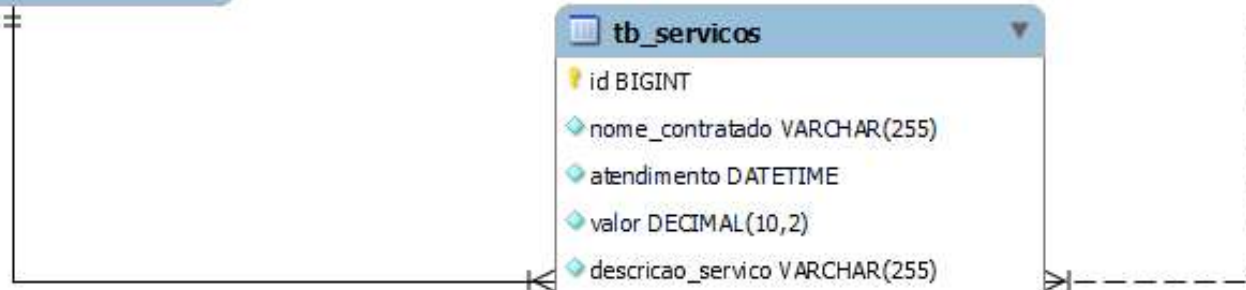 tb_servicos
id BIGINT
nome_contratado VARCHAR(255)
atendimento DATETIME
valor DECIMAL(10,2)
descricao_servico VARCHAR(255)